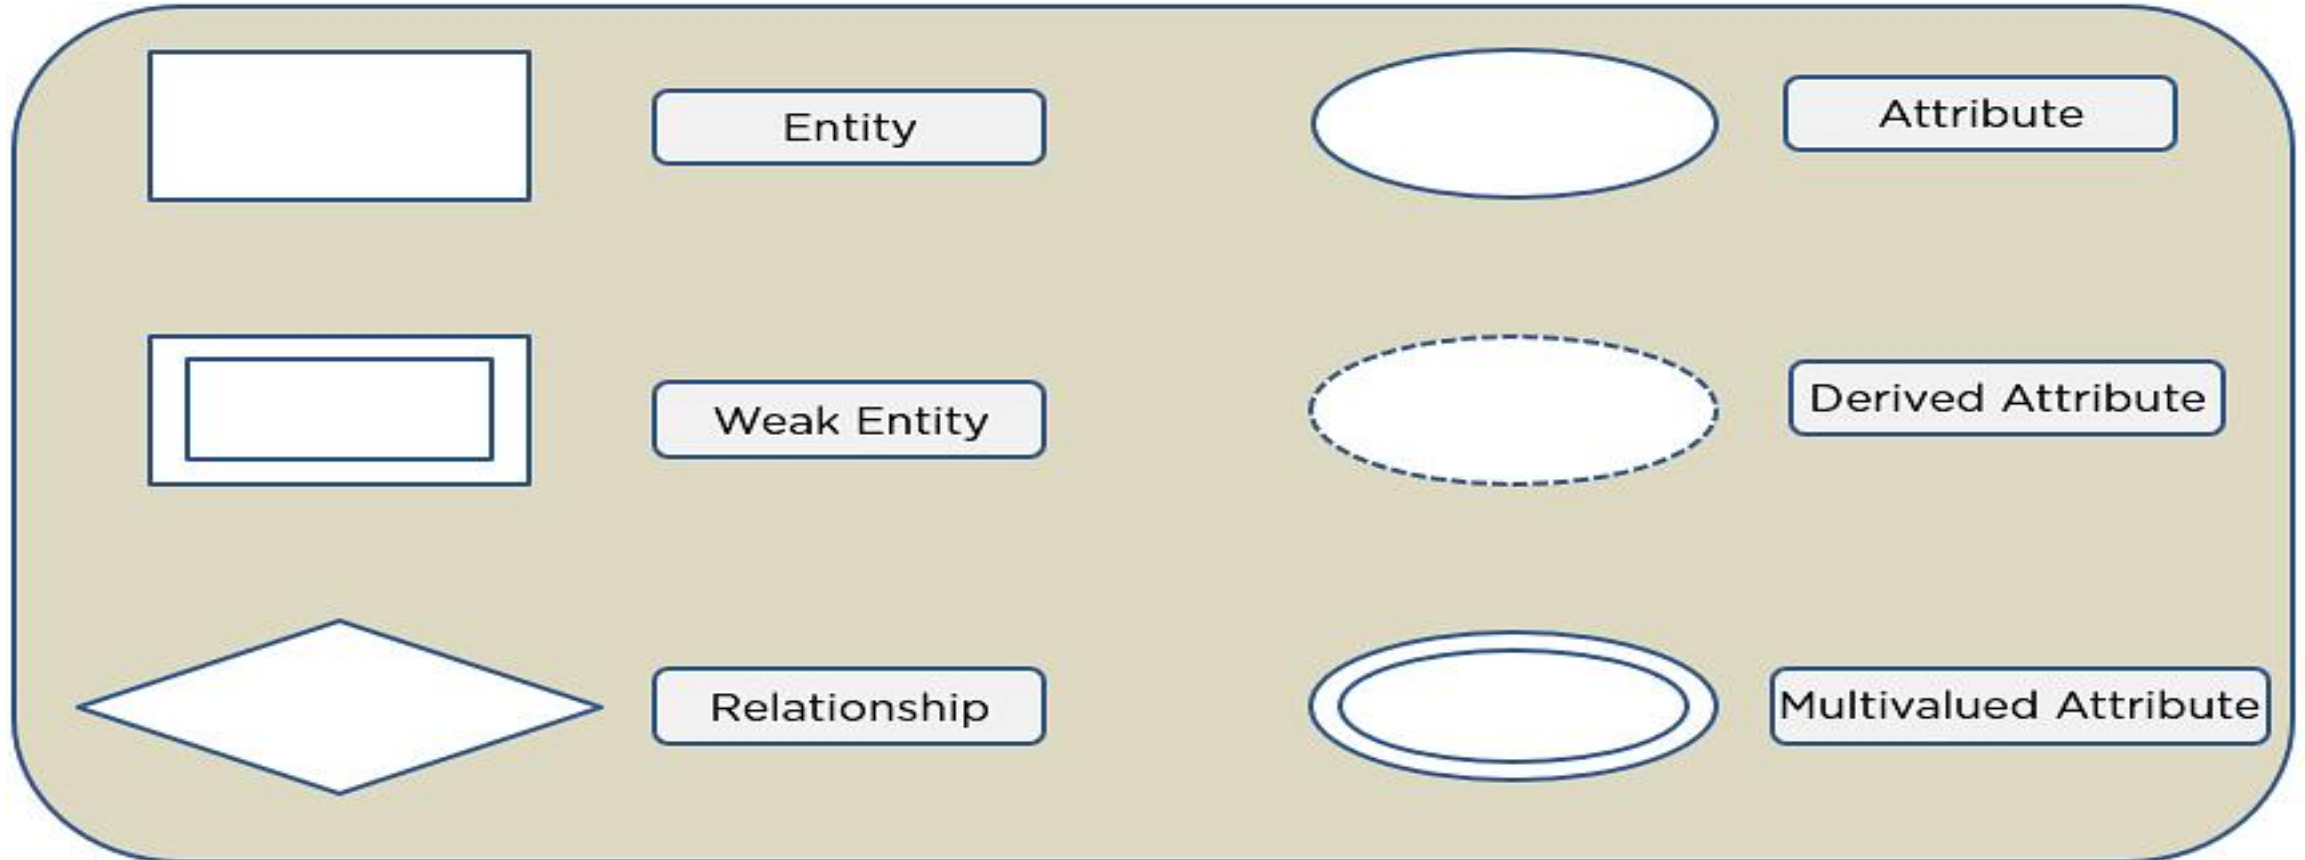 Entity
Attribute
Weak Entity
Derived Attribute
Relationship
Multivalued Attribute